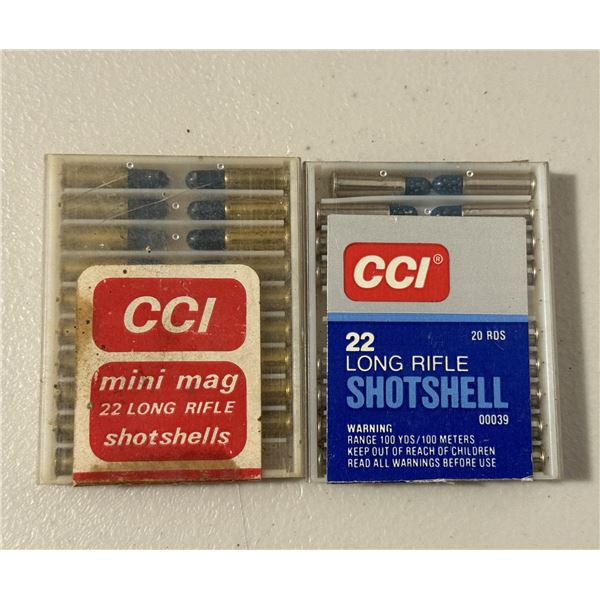 CCI
mini mag
22 LONG RIFLE
shotshells
CCI®
22 20 RDS
LONG RIFLE
SHOTSHELL
00039
WARNING
RANGE 100 YDS/100 METERS
KEEP OUT OF REACH OF CHILDREN
READ ALL WARNINGS BEFORE USE